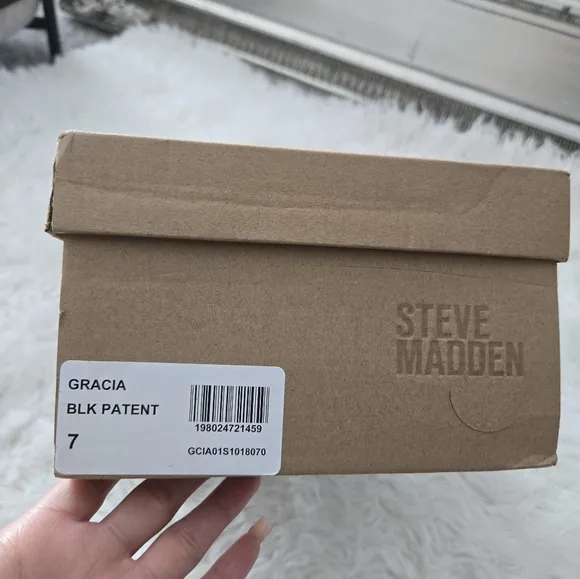 STEVE
MADDEN
GRACIA
BLK PATENT
7
198024721459
GCIA01S1018070